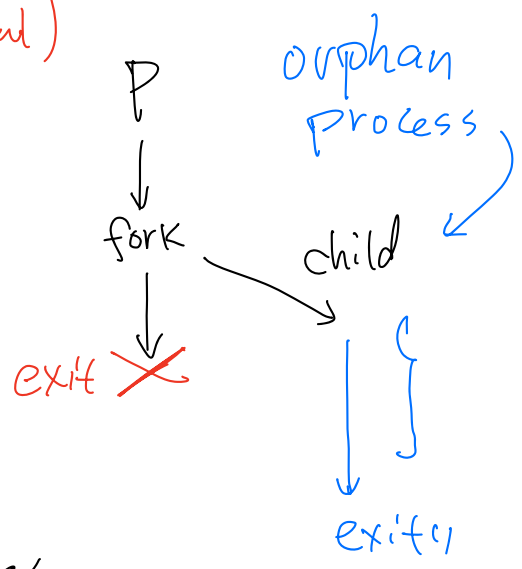 orphan
process
P
fork
child
exit
exit()